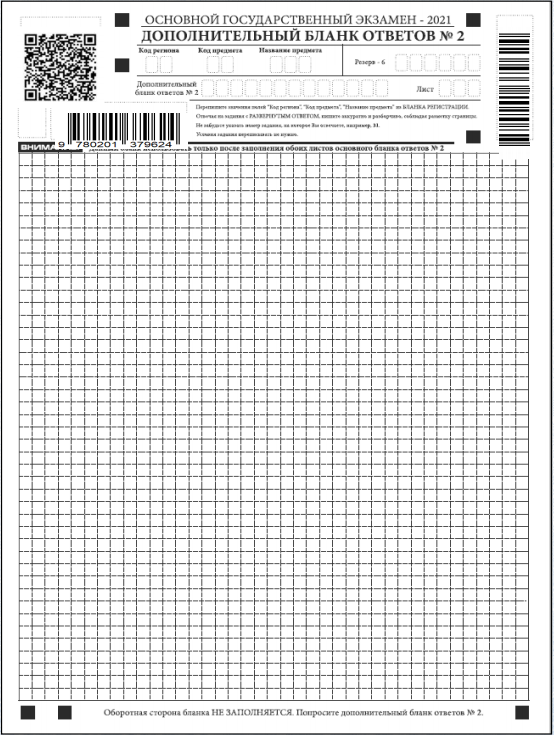 ОСНОВНОЙ ГОСУДАРСТВЕННЫЙ ЭКЗАМЕН - 2021
ДОПОЛНИТЕЛЬНЫЙ БЛАНК ОТВЕТОВ № 2
Код региона Код предмета Название предмета
Резерв - 6
Дополнительный
бланк ответов № 2
Лист
Перепишите значения полей "Код региона", "Код предмета", "Название предмета" из БЛАНКА РЕГИСТРАЦИИ.
Отвечая на задания с РАЗВЕРНУТЫМ ОТВЕТОМ, пишите аккуратно и разборчиво, соблюдая разметку страницы.
Не забудьте указать номер задания, на которое Вы отвечаете, например, 31.
Условия задания переписывать не нужно.
9 780201 379624
только после заполнения обоих листов основного бланка ответов № 2
Оборотная сторона бланка НЕ ЗАПОЛНЯЕТСЯ. Попросите дополнительный бланк ответов № 2.